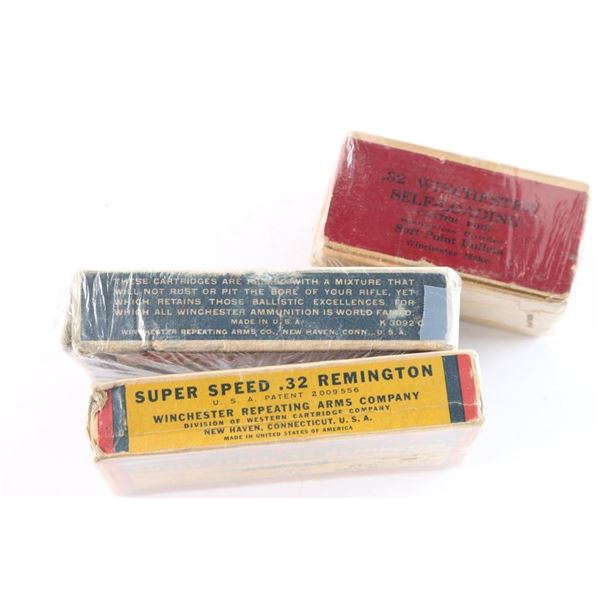 .32 WINCHESTER
SELF-LOADING
Soft Point Bullets
Winchester Make
THESE CARTRIDGES ARE WITH A MIXTURE THAT
WILL NOT RUST OR PIT THE BORE OF YOUR RIFLE, YET
WHICH RETAINS THOSE BALLISTIC EXCELLENCES FOR
WHICH ALL WINCHESTER AMMUNITION IS WORLD FAMED.
MADE IN U.S.A. K 3092 C
WINCHESTER REPEATING ARMS CO., NEW HAVEN, CONN., U.S.A.
SUPER SPEED .32 REMINGTON
U.S.A. PATENT 2009556
WINCHESTER REPEATING ARMS COMPANY
DIVISION OF WESTERN CARTRIDGE COMPANY
NEW HAVEN, CONNECTICUT, U.S.A.
MADE IN UNITED STATES OF AMERICA